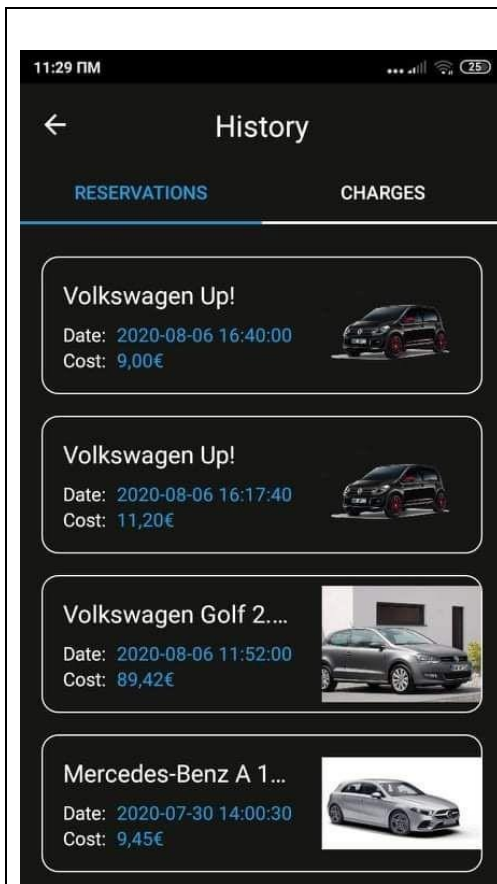 11:29 ΠΜ
25
History
RESERVATIONS
CHARGES
Volkswagen Up!
Date: 2020-08-06 16:40:00
Cost: 9,00€
Volkswagen Up!
Date: 2020-08-06 16:17:40
Cost: 11,20€
Volkswagen Golf 2....
Date: 2020-08-06 11:52:00
Cost: 89,42€
Mercedes-Benz A 1...
Date: 2020-07-30 14:00:30
Cost: 9,45€